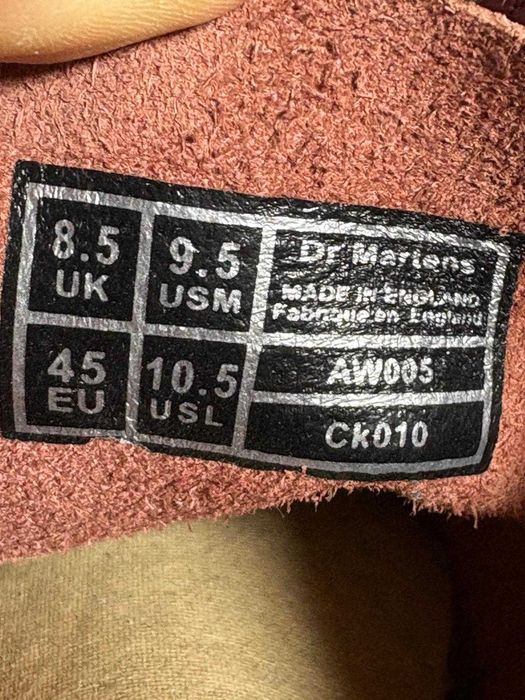 8.5
UK
9.5
USM
Dr Martens
MADE IN ENGLAND
Fabriqué en England
45
EU
10.5
USL
AW005
Ck010